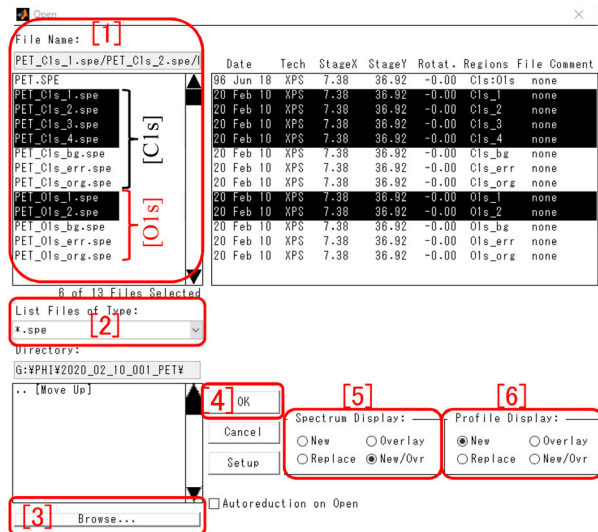 Open
[1]
File Name:
PET_C1s_1.spe/PET_C1s_2.spe/
Date Tech StageX StageY Rotat. Regions File Comment
PET.SPE 96 Jun 18 XPS 7.38 36.92 -0.00 C1s:O1s none
PET_C1s_1.spe 20 Feb 10 XPS 7.38 36.92 -0.00 C1s_1 none
PET_C1s_2.spe 20 Feb 10 XPS 7.38 36.92 -0.00 C1s_2 none
PET_C1s_3.spe 20 Feb 10 XPS 7.38 36.92 -0.00 C1s_3 none
PET_C1s_4.spe 20 Feb 10 XPS 7.38 36.92 -0.00 C1s_4 none
PET_C1s_bg.spe 20 Feb 10 XPS 7.38 36.92 -0.00 C1s_bg none
PET_C1s_err.spe 20 Feb 10 XPS 7.38 36.92 -0.00 C1s_err none
PET_C1s_org.spe 20 Feb 10 XPS 7.38 36.92 -0.00 C1s_org none
[C1s]
PET_O1s_1.spe 20 Feb 10 XPS 7.38 36.92 -0.00 O1s_1 none
PET_O1s_2.spe 20 Feb 10 XPS 7.38 36.92 -0.00 O1s_2 none
PET_O1s_bg.spe 20 Feb 10 XPS 7.38 36.92 -0.00 O1s_bg none
PET_O1s_err.spe 20 Feb 10 XPS 7.38 36.92 -0.00 O1s_err none
PET_O1s_org.spe 20 Feb 10 XPS 7.38 36.92 -0.00 O1s_org none
[O1s]
6 of 13 Files Selected
List Files of Type:
[2]
*.spe
Directory:
G:¥PHI¥2020_02_10_001_PET¥
.. [Move Up]
[4] OK
Cancel
Setup
[5]
Spectrum Display:
New Overlay
Replace New/Ovr
[6]
Profile Display:
New Overlay
Replace New/Ovr
Autoreduction on Open
[3] Browse...